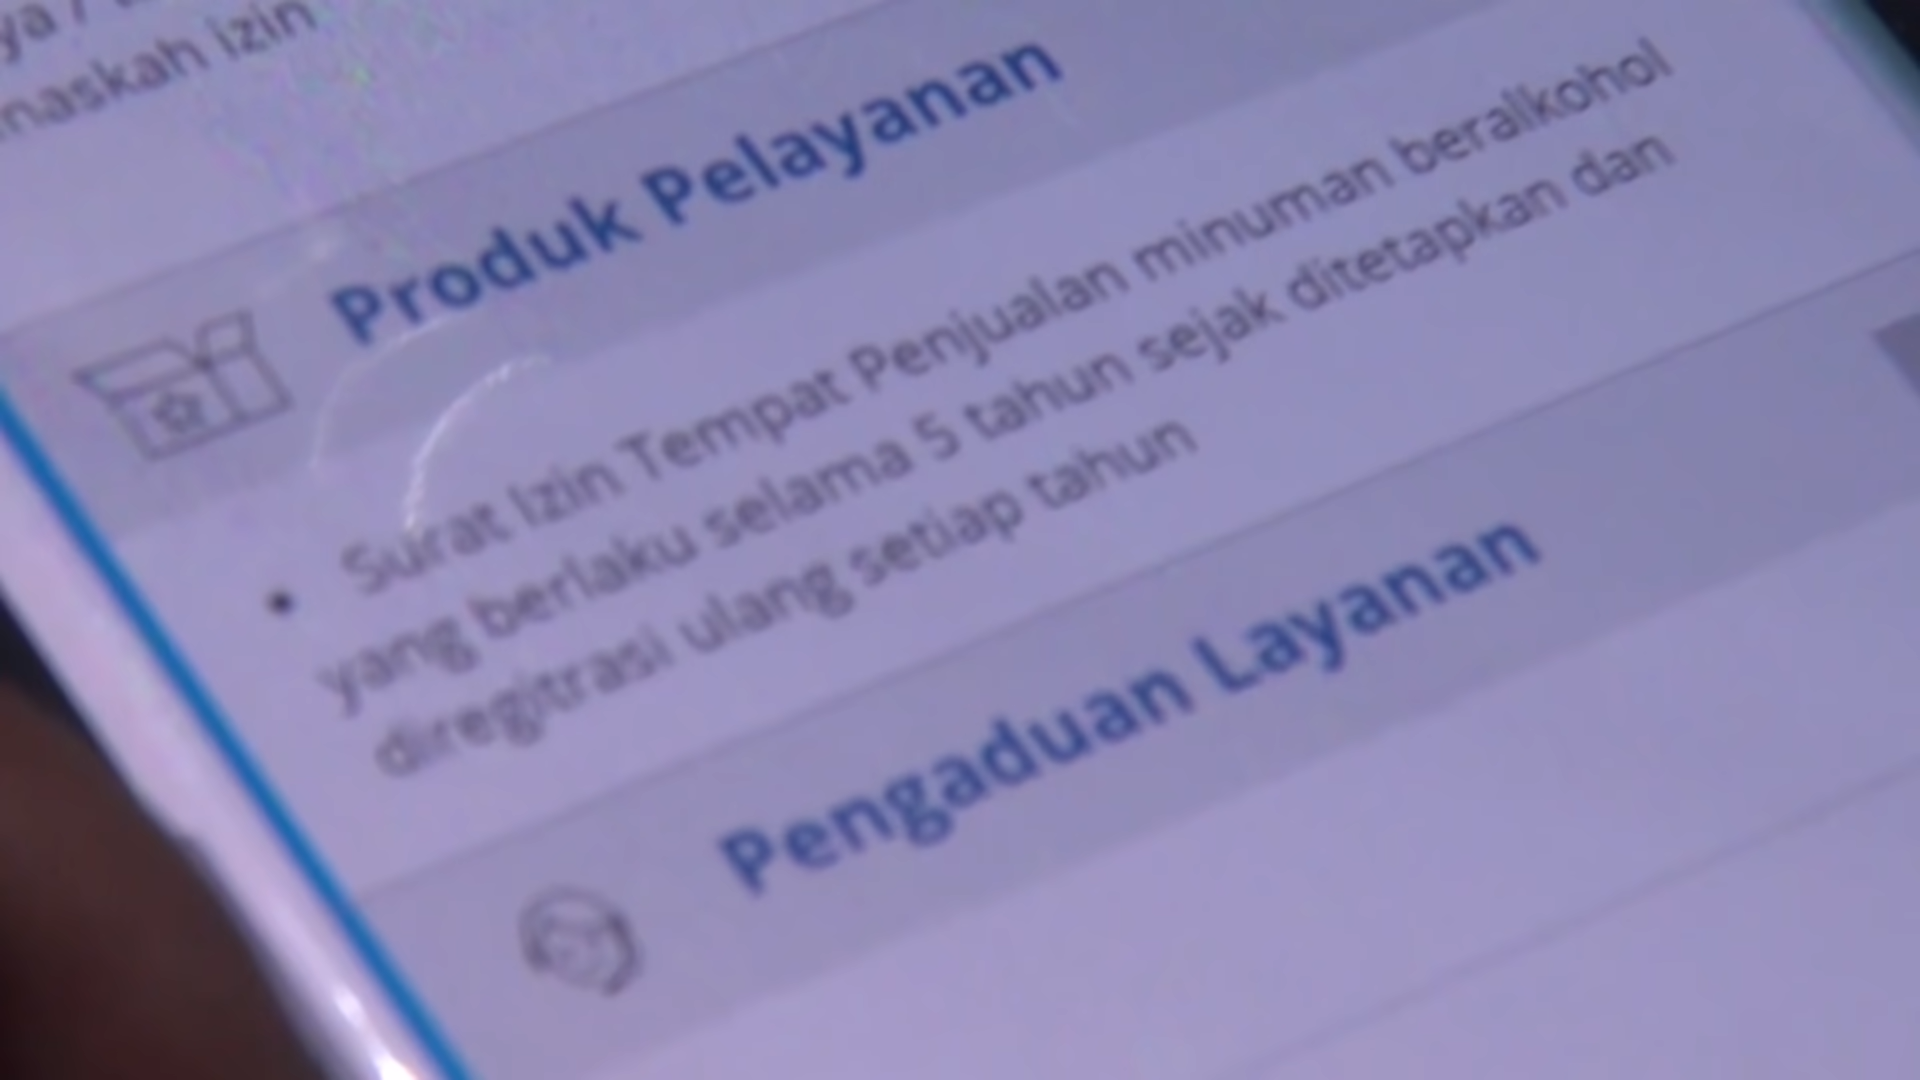 naskah izin
Produk Pelayanan
• Surat Izin Tempat Penjualan minuman beralkohol
yang berlaku selama 5 tahun sejak ditetapkan dan
diregitrasi ulang setiap tahun
Pengaduan Layanan